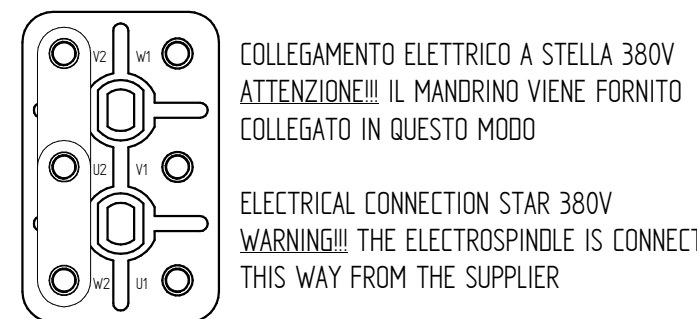 V2 W1
U2 V1
W2 U1
COLLEGAMENTO ELETTRICO A STELLA 380V
ATTENZIONE!!! IL MANDRINO VIENE FORNITO
COLLEGATO IN QUESTO MODO
ELECTRICAL CONNECTION STAR 380V
WARNING!!! THE ELECTROSPINDLE IS CONNECT
THIS WAY FROM THE SUPPLIER